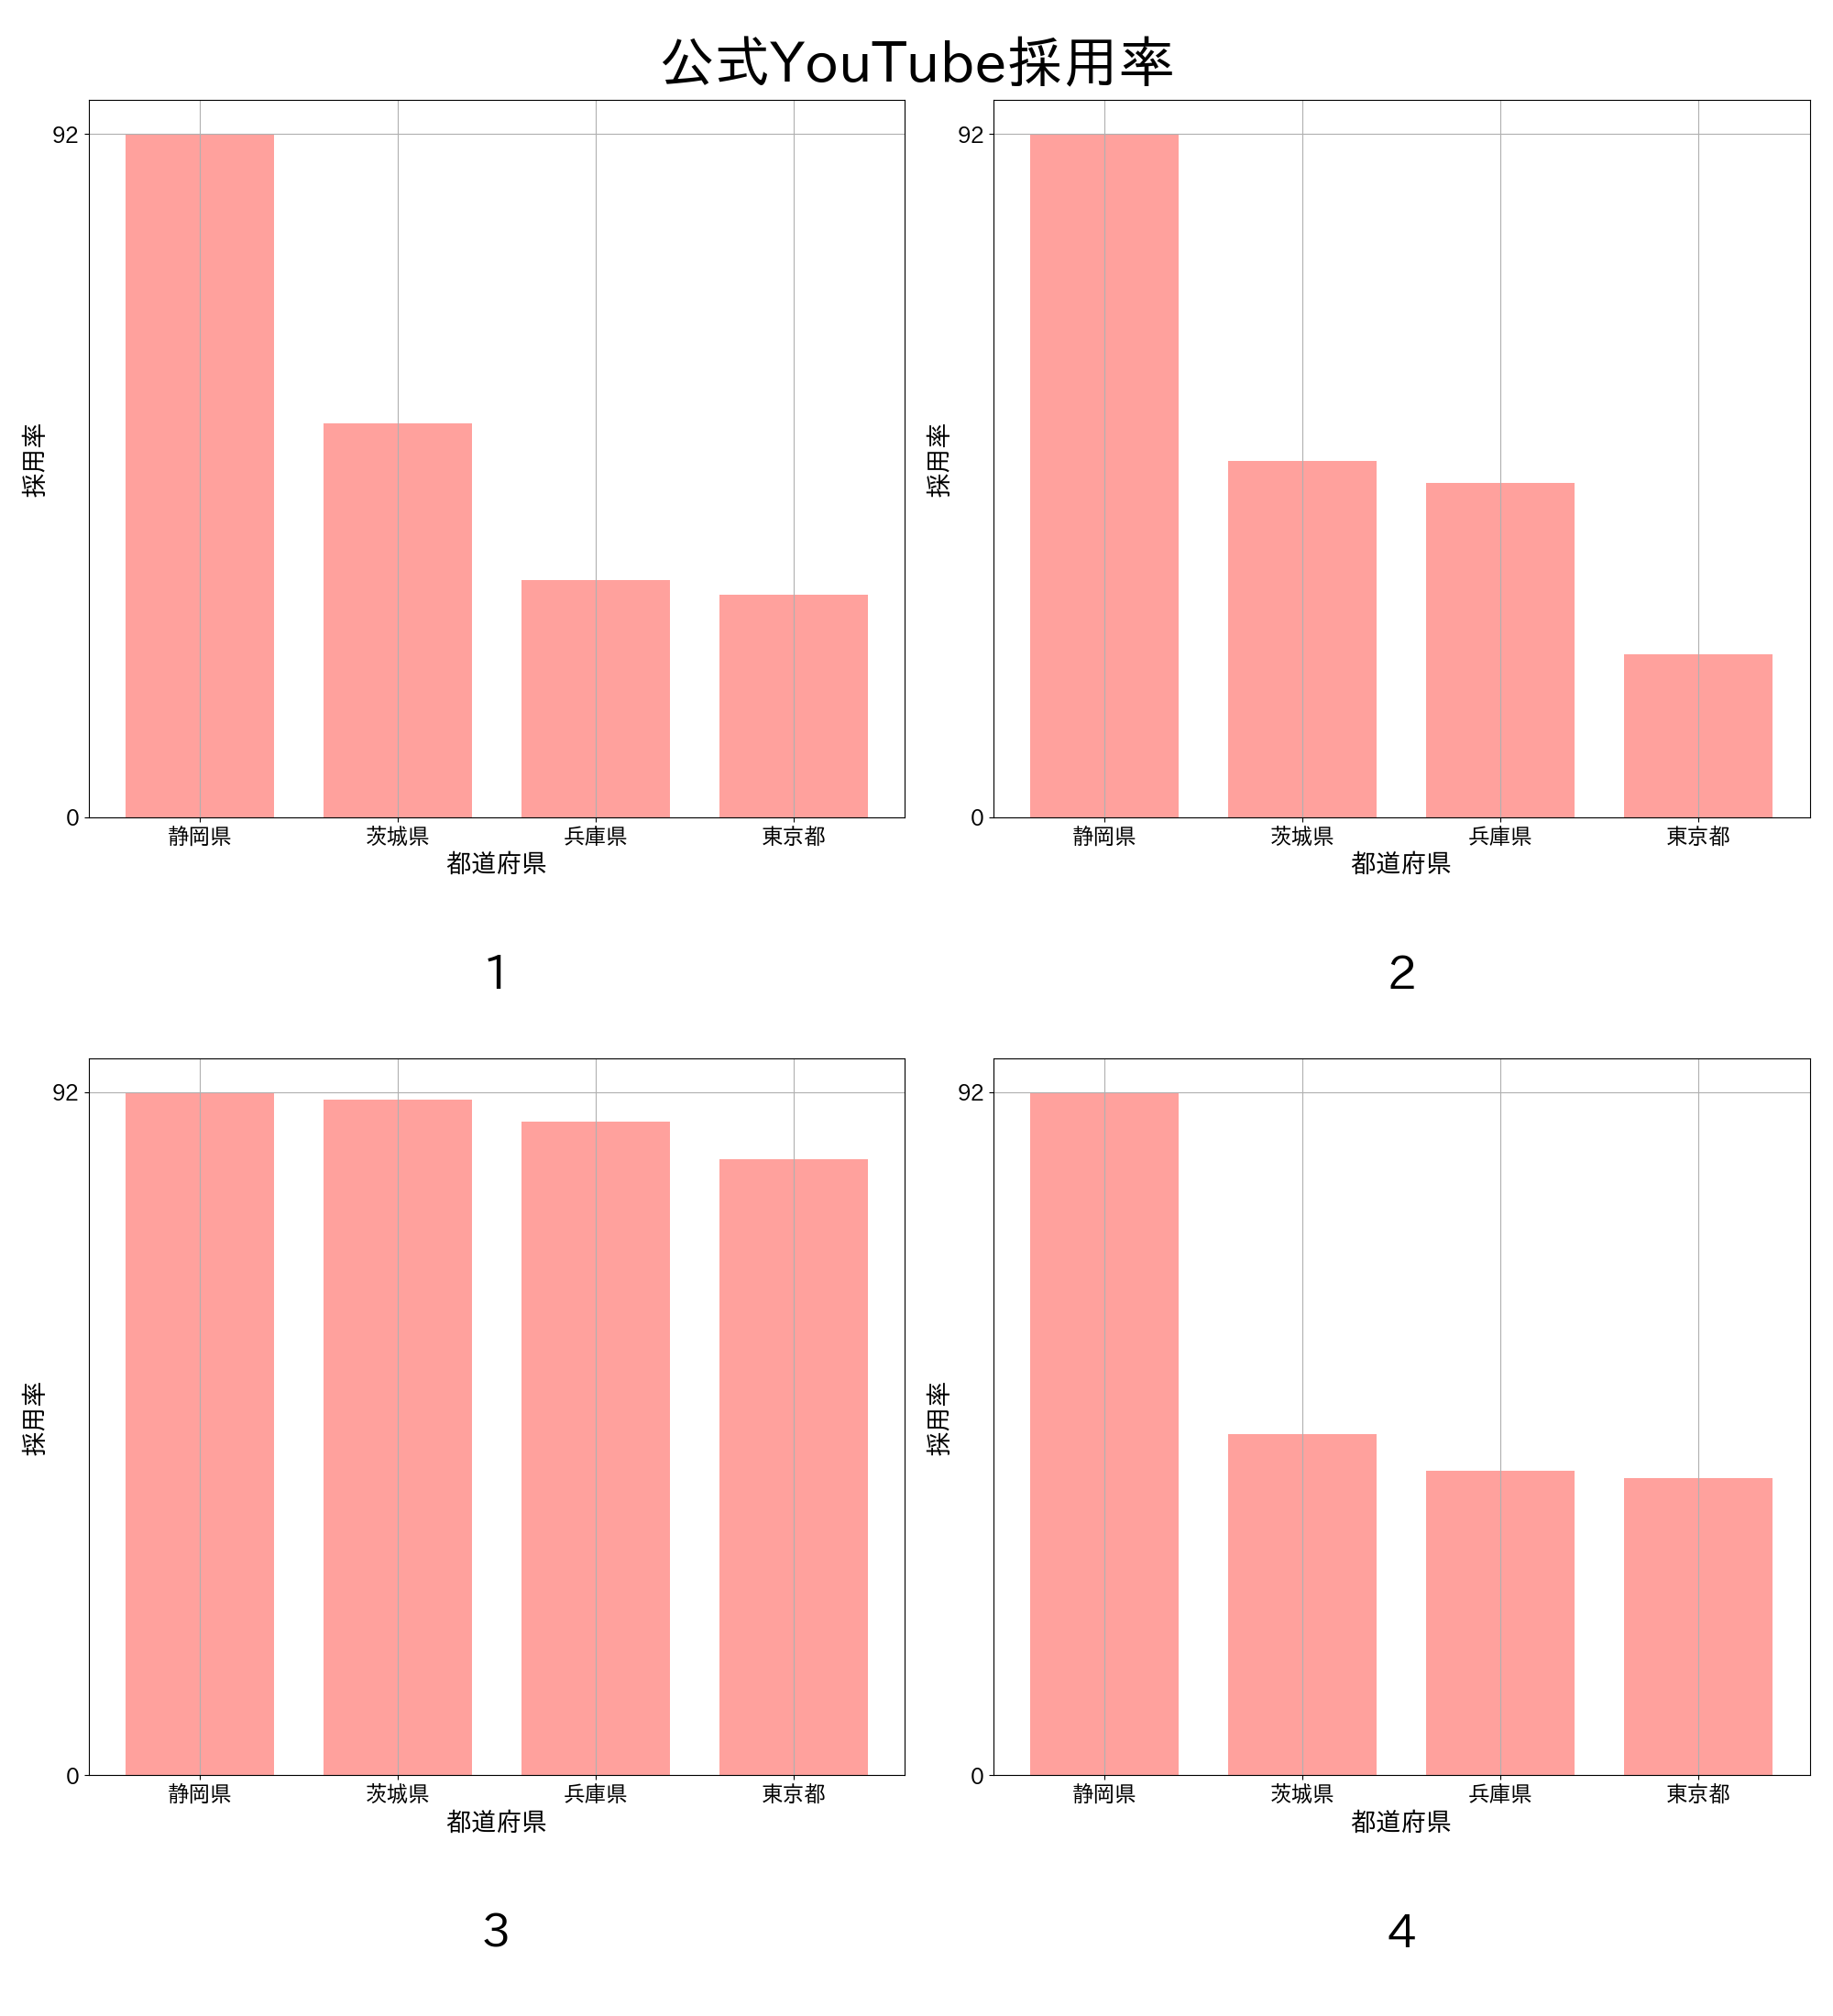 公式YouTube採用率
92
0
採用率
静岡県 茨城県 兵庫県 東京都
都道府県
1
92
0
採用率
静岡県 茨城県 兵庫県 東京都
都道府県
2
92
0
採用率
静岡県 茨城県 兵庫県 東京都
都道府県
3
92
0
採用率
静岡県 茨城県 兵庫県 東京都
都道府県
4